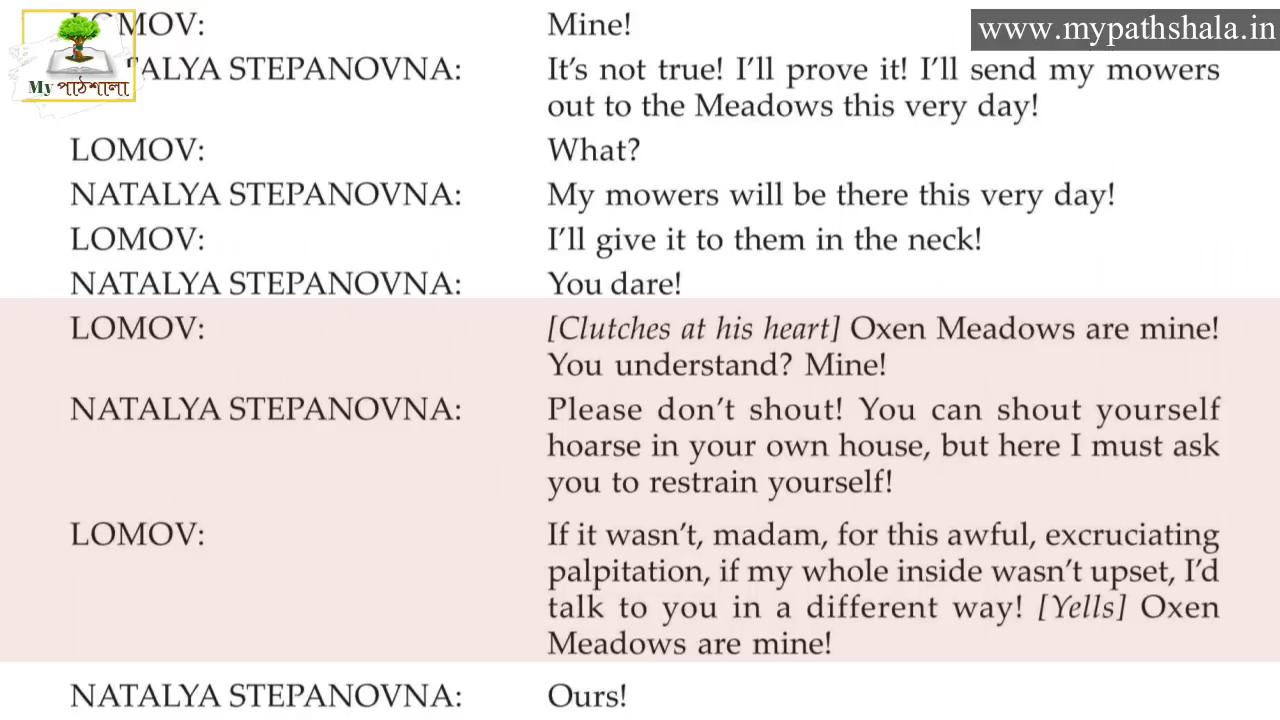 www.mypathshala.in
My পাঠশালা
LOMOV: Mine!
NATALYA STEPANOVNA: It's not true! I'll prove it! I'll send my mowers
out to the Meadows this very day!
LOMOV: What?
NATALYA STEPANOVNA: My mowers will be there this very day!
LOMOV: I'll give it to them in the neck!
NATALYA STEPANOVNA: You dare!
LOMOV: [Clutches at his heart] Oxen Meadows are mine!
You understand? Mine!
NATALYA STEPANOVNA: Please don't shout! You can shout yourself
hoarse in your own house, but here I must ask
you to restrain yourself!
LOMOV: If it wasn't, madam, for this awful, excruciating
palpitation, if my whole inside wasn't upset, I'd
talk to you in a different way! [Yells] Oxen
Meadows are mine!
NATALYA STEPANOVNA: Ours!